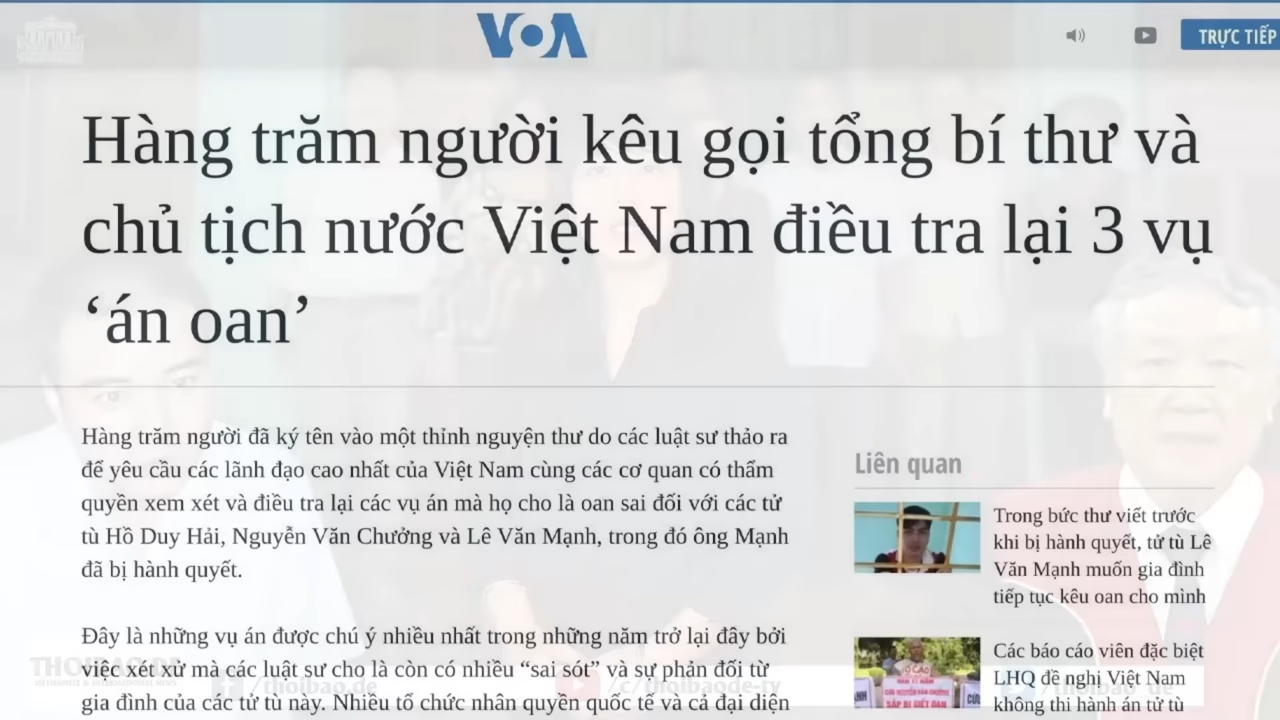 VOA
TRỰC TIẾP
Hàng trăm người kêu gọi tổng bí thư và
chủ tịch nước Việt Nam điều tra lại 3 vụ
‘án oan’
Hàng trăm người đã ký tên vào một thỉnh nguyện thư do các luật sư thảo ra
để yêu cầu các lãnh đạo cao nhất của Việt Nam cùng các cơ quan có thẩm
quyền xem xét và điều tra lại các vụ án mà họ cho là oan sai đối với các tử
tù Hồ Duy Hải, Nguyễn Văn Chưởng và Lê Văn Mạnh, trong đó ông Mạnh
đã bị hành quyết.
Đây là những vụ án được chú ý nhiều nhất trong những năm trở lại đây bởi
việc xét xử mà các luật sư cho là còn có nhiều “sai sót” và sự phản đối từ
gia đình của các tử tù này. Nhiều tổ chức nhân quyền quốc tế và cả đại diện
Liên quan
Trong bức thư viết trước
khi bị hành quyết, tử tù Lê
Văn Mạnh muốn gia đình
tiếp tục kêu oan cho mình
Các báo cáo viên đặc biệt
LHQ đề nghị Việt Nam
không thi hành án tử tù
THOIBAO.DE
/thoibao.de
/c/thoibaode-tv
/thoibao_de